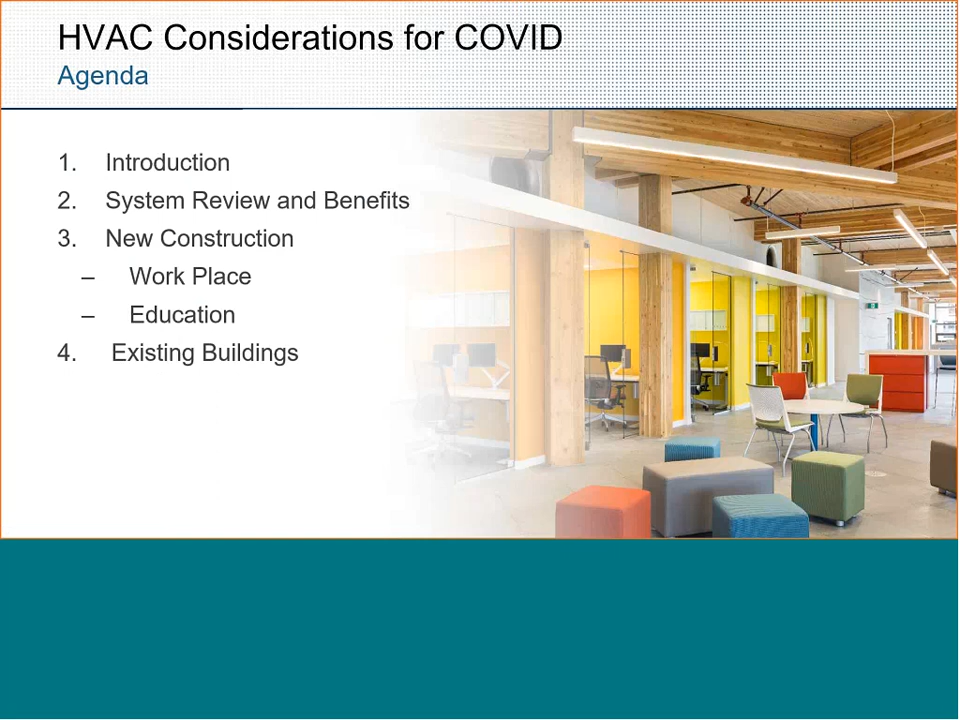 HVAC Considerations for COVID
Agenda
1. Introduction
2. System Review and Benefits
3. New Construction
– Work Place
– Education
4. Existing Buildings